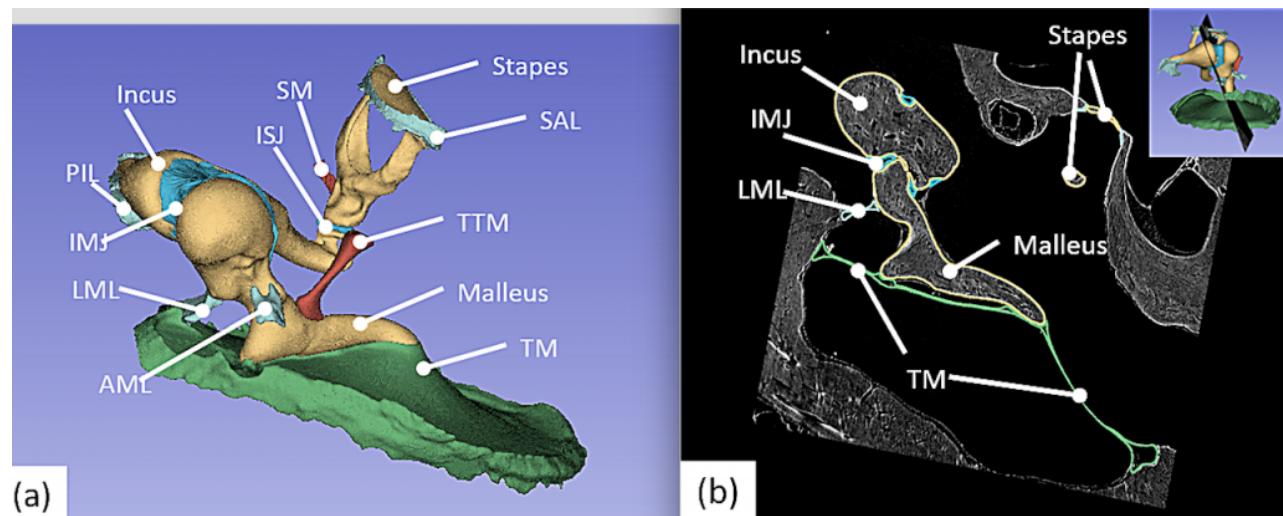 Stapes
SM
Incus
SAL
ISJ
PIL
TTM
IMJ
LML
Malleus
TM
AML
(a)
Stapes
Incus
IMJ
LML
Malleus
TM
(b)